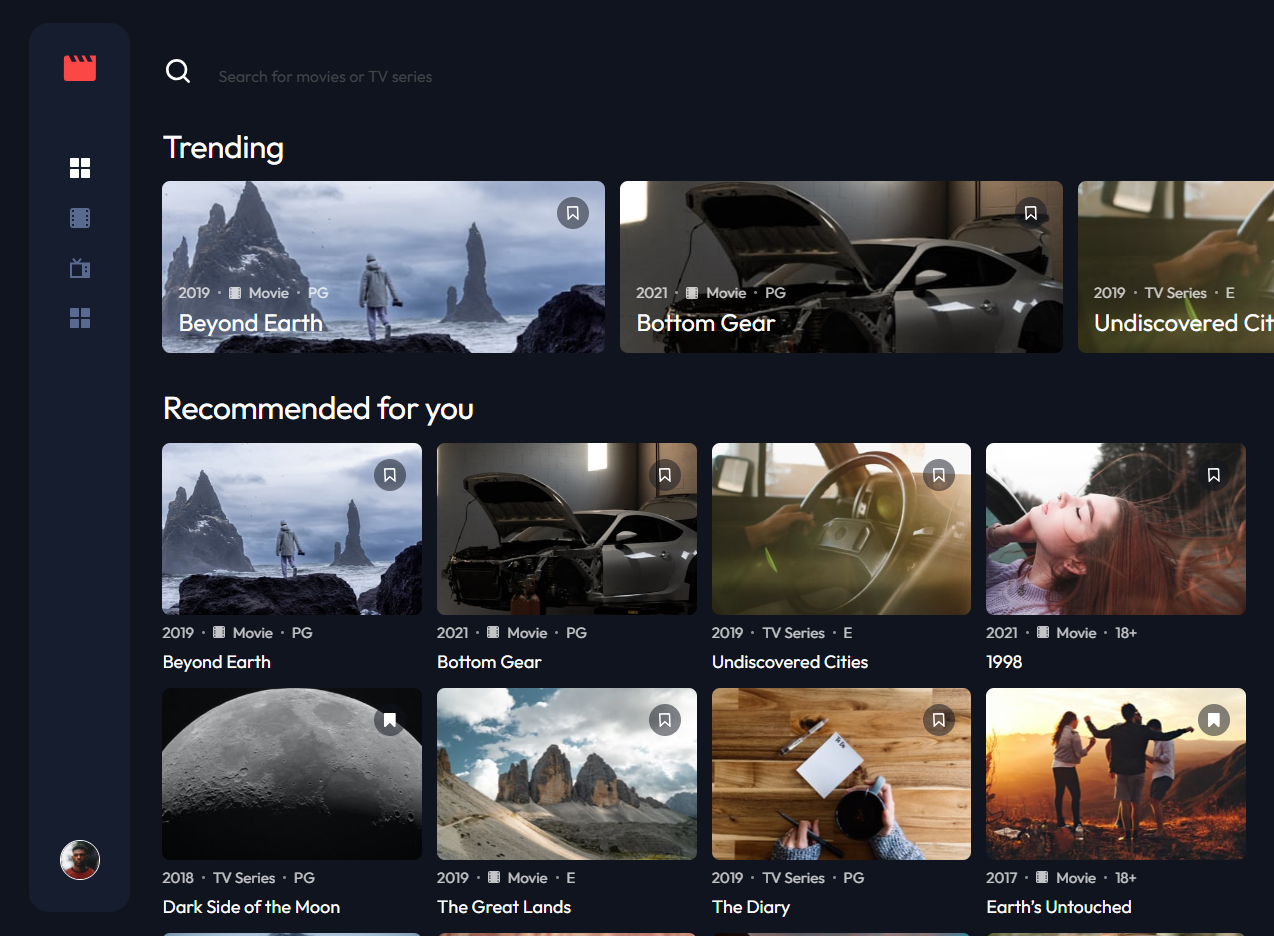 Search for movies or TV series
Trending
2019 · Movie · PG
Beyond Earth
2021 · Movie · PG
Bottom Gear
2019 · TV Series · E
Undiscovered Cit
Recommended for you
2019 · Movie · PG
Beyond Earth
2021 · Movie · PG
Bottom Gear
2019 · TV Series · E
Undiscovered Cities
2021 · Movie · 18+
1998
2018 · TV Series · PG
Dark Side of the Moon
2019 · Movie · E
The Great Lands
2019 · TV Series · PG
The Diary
2017 · Movie · 18+
Earth’s Untouched